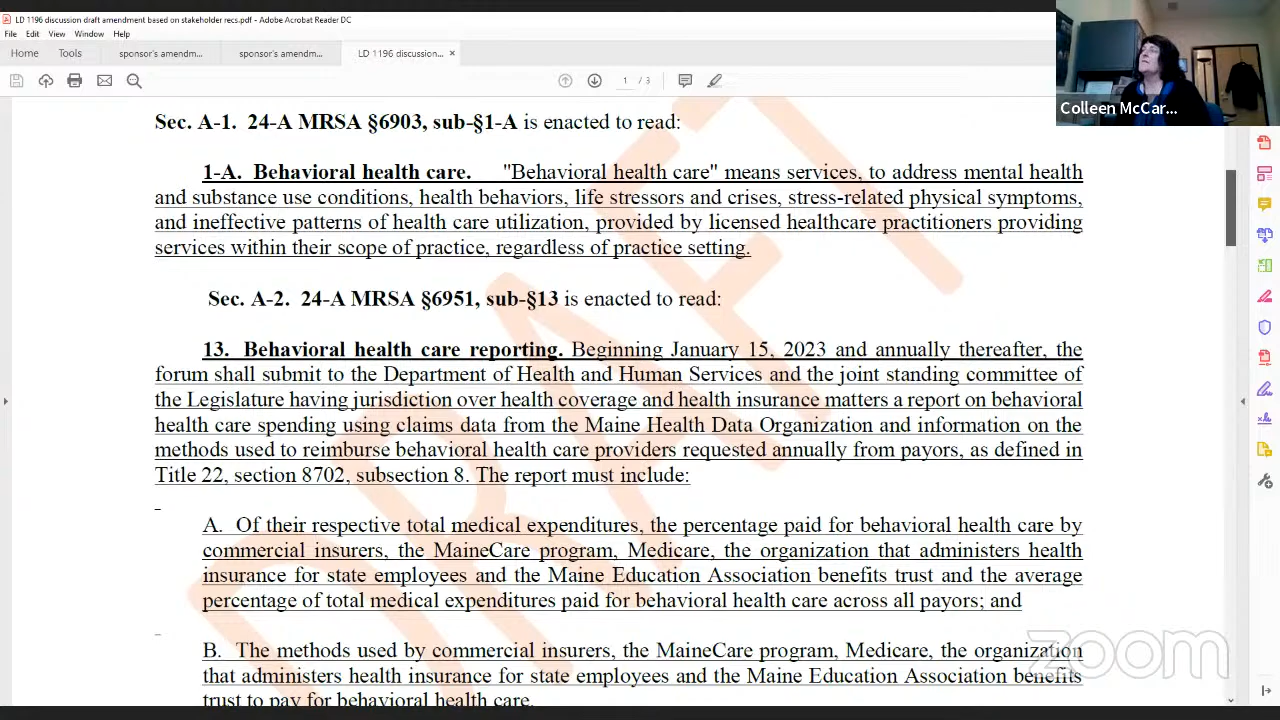 LD 1196 discussion draft amendment based on stakeholder recs.pdf - Adobe Acrobat Reader DC
File Edit View Window Help
Home Tools sponsor's amendm... sponsor's amendm... LD 1196 discussion... ×
1 / 3
Colleen McCar...
Sec. A-1. 24-A MRSA §6903, sub-§1-A is enacted to read:
1-A. Behavioral health care. "Behavioral health care" means services, to address mental health
and substance use conditions, health behaviors, life stressors and crises, stress-related physical symptoms,
and ineffective patterns of health care utilization, provided by licensed healthcare practitioners providing
services within their scope of practice, regardless of practice setting.
Sec. A-2. 24-A MRSA §6951, sub-§13 is enacted to read:
13. Behavioral health care reporting. Beginning January 15, 2023 and annually thereafter, the
forum shall submit to the Department of Health and Human Services and the joint standing committee of
the Legislature having jurisdiction over health coverage and health insurance matters a report on behavioral
health care spending using claims data from the Maine Health Data Organization and information on the
methods used to reimburse behavioral health care providers requested annually from payors, as defined in
Title 22, section 8702, subsection 8. The report must include:
A. Of their respective total medical expenditures, the percentage paid for behavioral health care by
commercial insurers, the MaineCare program, Medicare, the organization that administers health
insurance for state employees and the Maine Education Association benefits trust and the average
percentage of total medical expenditures paid for behavioral health care across all payors; and
B. The methods used by commercial insurers, the MaineCare program, Medicare, the organization
that administers health insurance for state employees and the Maine Education Association benefits
trust to pay for behavioral health care.
DRAFT
zoom